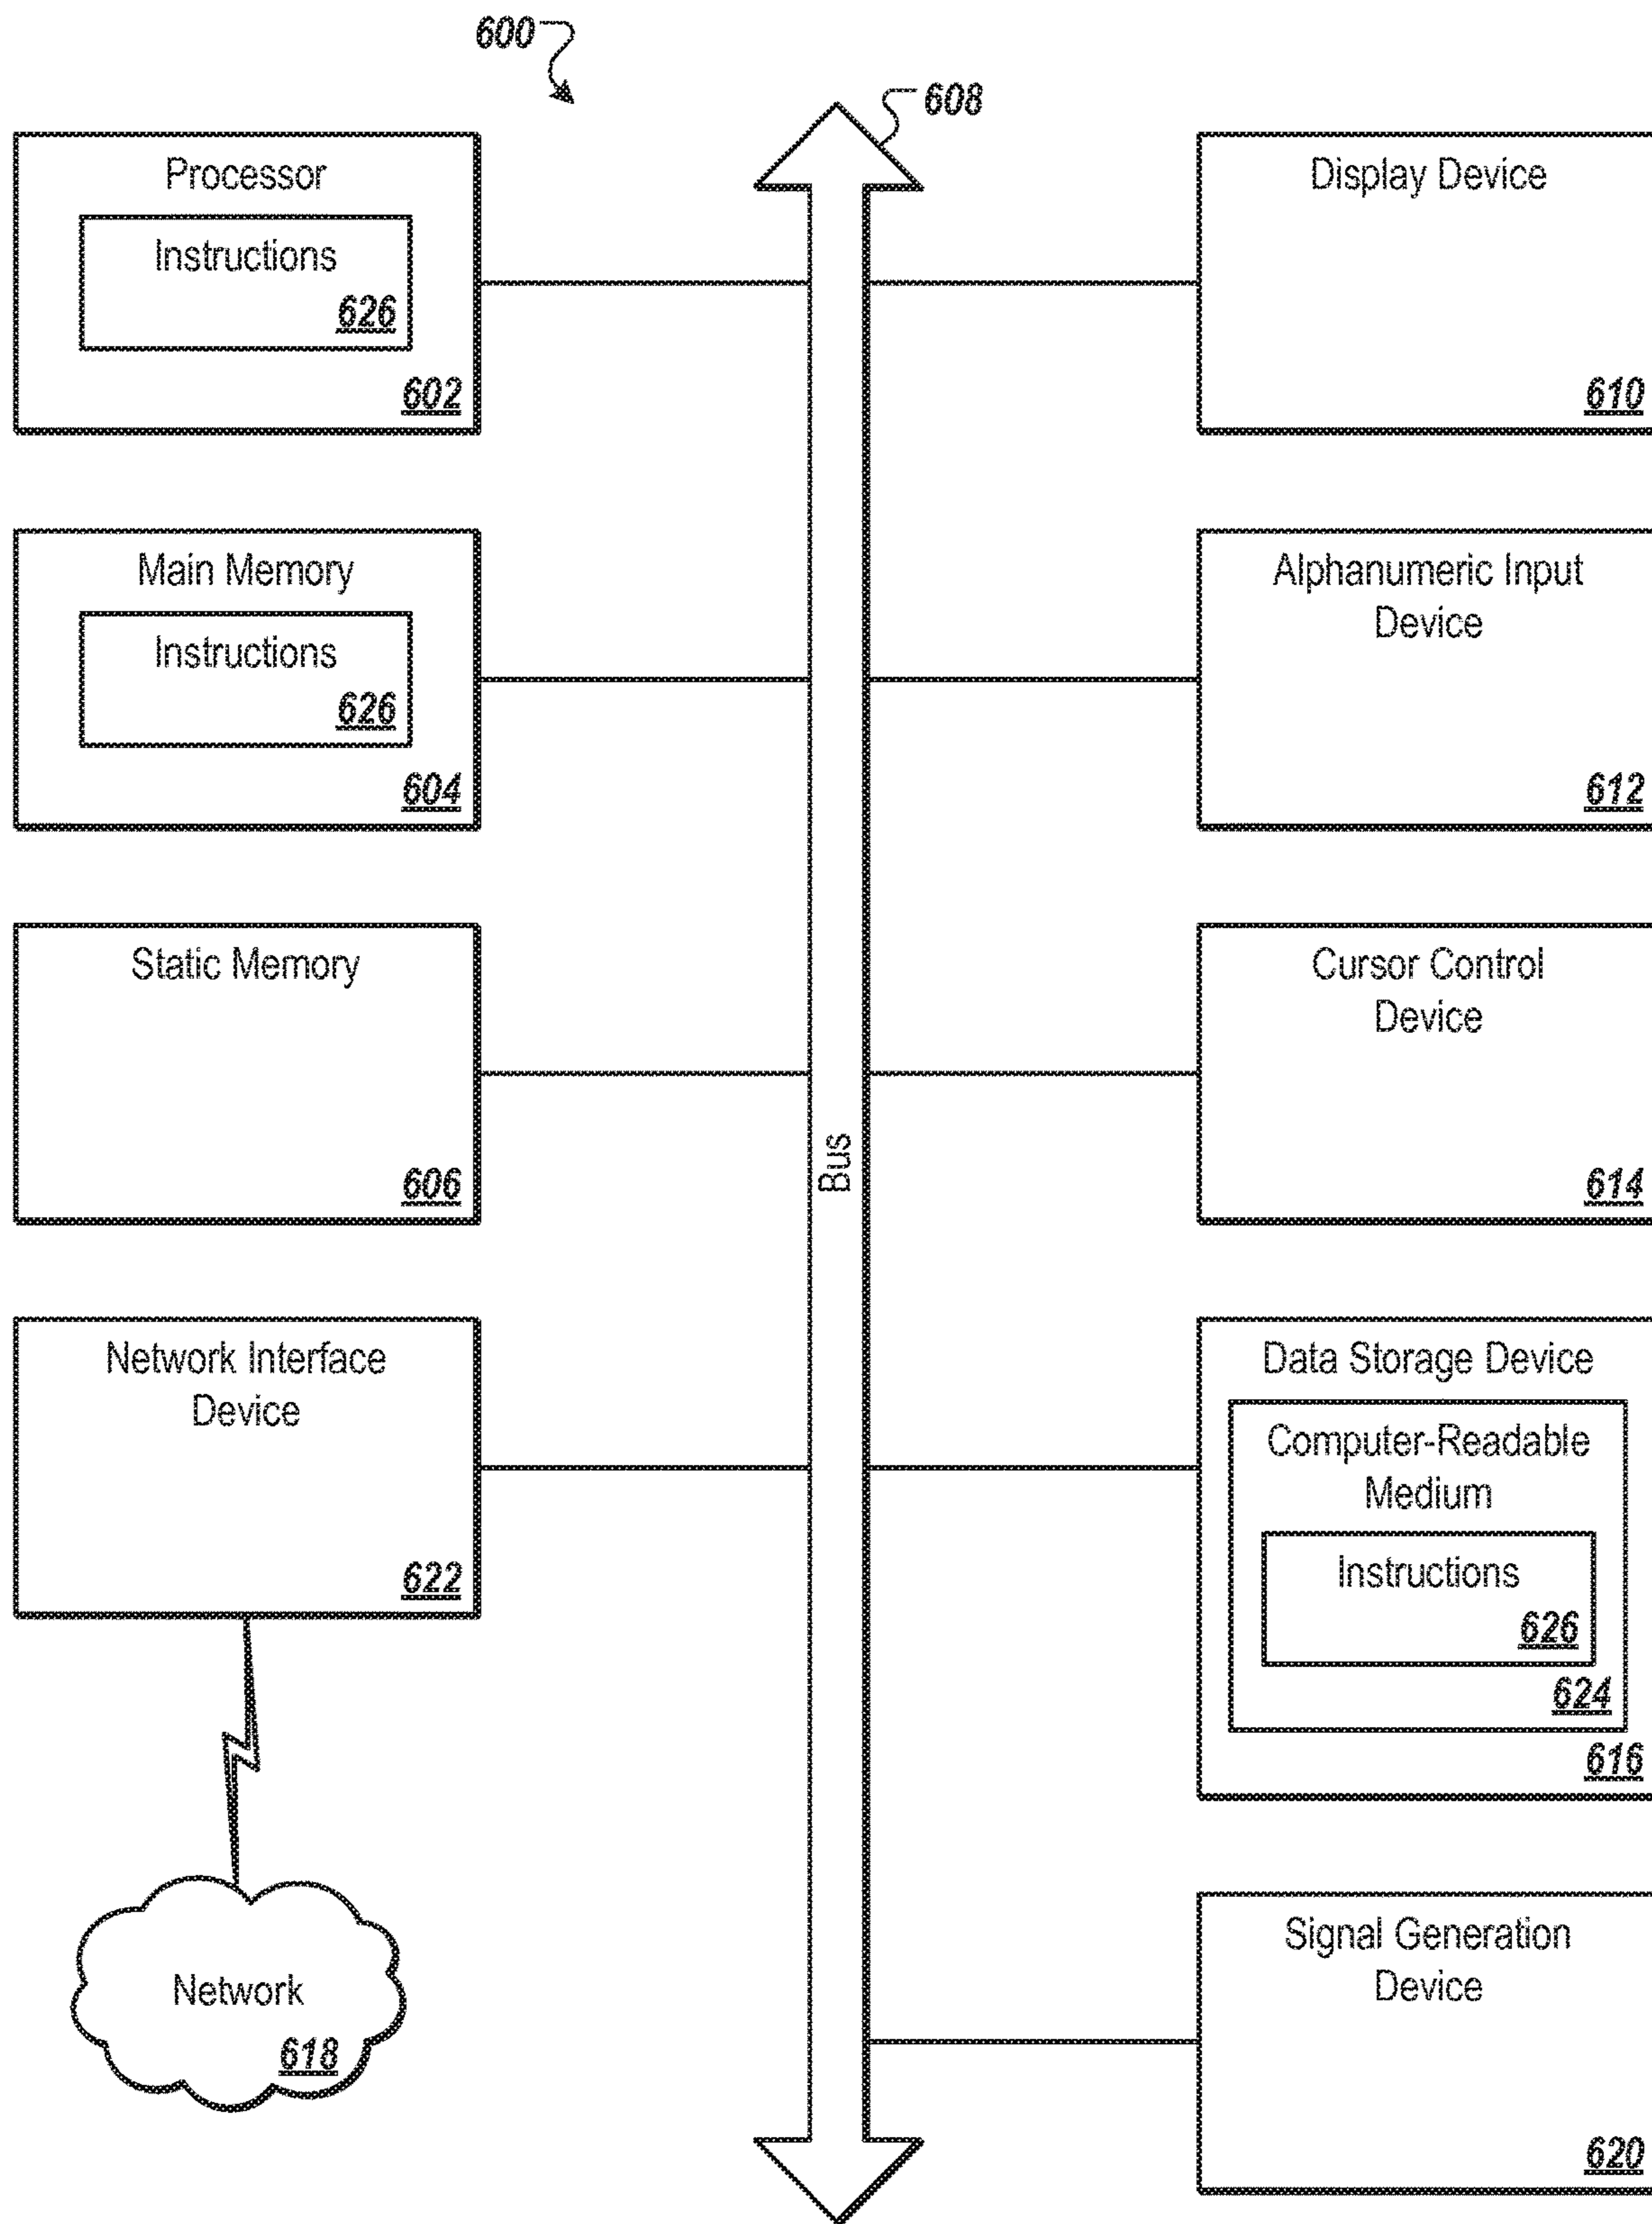 600
608
Processor
Instructions
626
602
Main Memory
Instructions
626
604
Static Memory
606
Network Interface
Device
622
Network
618
Bus
Display Device
610
Alphanumeric Input
Device
612
Cursor Control
Device
614
Data Storage Device
Computer-Readable
Medium
Instructions
626
624
616
Signal Generation
Device
620